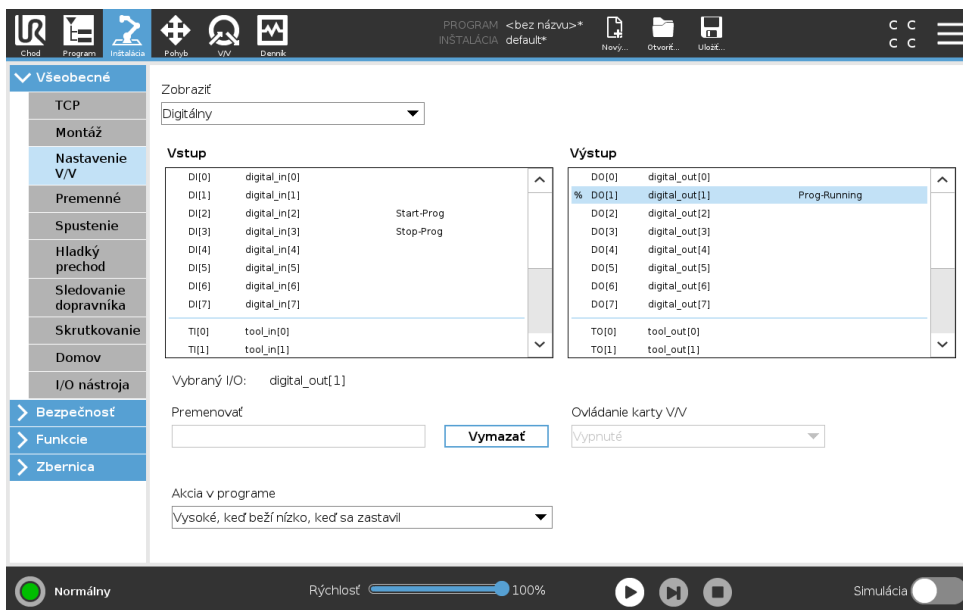 PROGRAM <bez názvu>*
INŠTALÁCIA default*
Chod Program Inštalácia Pohyb V/V Denník Nový... Otvoriť... Uložiť...
C C
C C
Všeobecné
TCP
Montáž
Nastavenie
V/V
Premenné
Spustenie
Hladký
prechod
Sledovanie
dopravníka
Skrutkovanie
Domov
I/O nástroja
Bezpečnosť
Funkcie
Zbernica
Zobraziť
Digitálny
Vstup
DI[0] digital_in[0]
DI[1] digital_in[1]
DI[2] digital_in[2] Start-Prog
DI[3] digital_in[3] Stop-Prog
DI[4] digital_in[4]
DI[5] digital_in[5]
DI[6] digital_in[6]
DI[7] digital_in[7]
TI[0] tool_in[0]
TI[1] tool_in[1]
Výstup
DO[0] digital_out[0]
% DO[1] digital_out[1] Prog-Running
DO[2] digital_out[2]
DO[3] digital_out[3]
DO[4] digital_out[4]
DO[5] digital_out[5]
DO[6] digital_out[6]
DO[7] digital_out[7]
TO[0] tool_out[0]
TO[1] tool_out[1]
Vybraný I/O: digital_out[1]
Premenovať
Vymazať
Ovládanie karty V/V
Vypnuté
Akcia v programe
Vysoké, keď beží nízko, keď sa zastavil
Normálny
Rýchlosť 100%
Simulácia